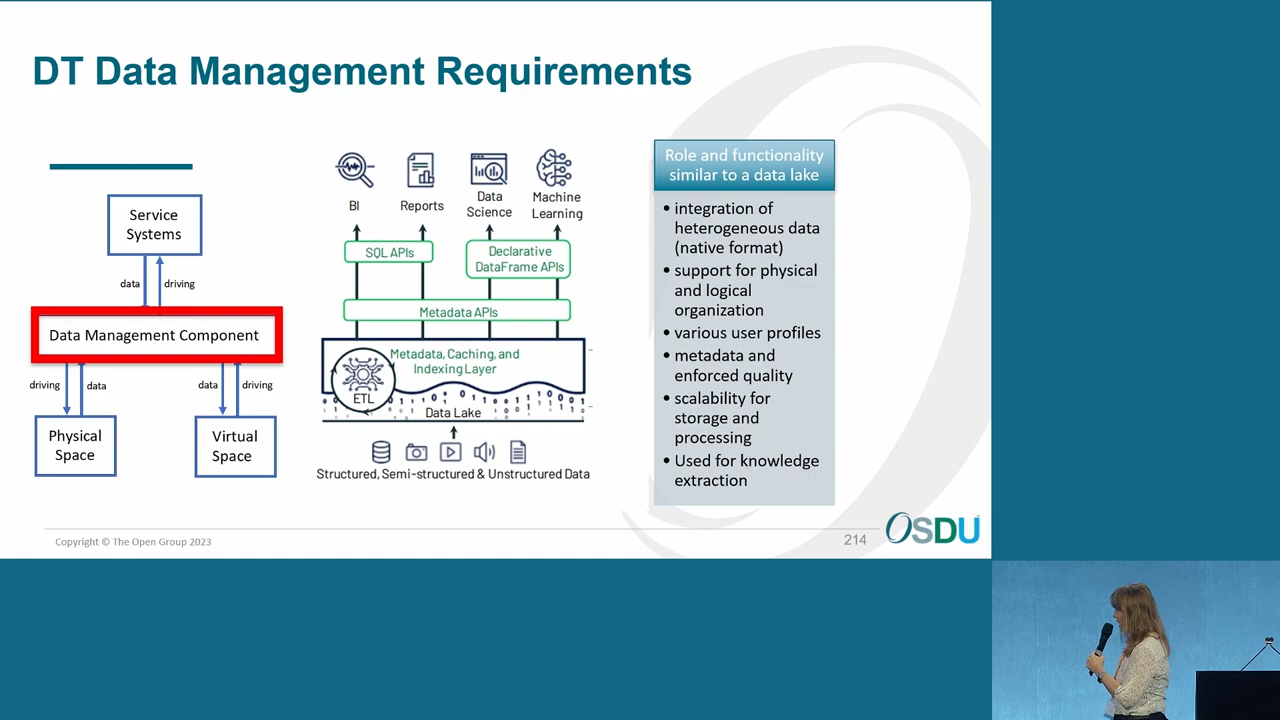 DT Data Management Requirements
Service
Systems
data
driving
Data Management Component
driving
data
data
driving
Physical
Space
Virtual
Space
BI
Reports
Data
Science
Machine
Learning
SQL APIs
Declarative
DataFrame APIs
Metadata APIs
Metadata, Caching, and
Indexing Layer
ETL
Data Lake
Structured, Semi-structured & Unstructured Data
Role and functionality
similar to a data lake
• integration of
heterogeneous data
(native format)
• support for physical
and logical
organization
• various user profiles
• metadata and
enforced quality
• scalability for
storage and
processing
• Used for knowledge
extraction
Copyright © The Open Group 2023
214
OSDU